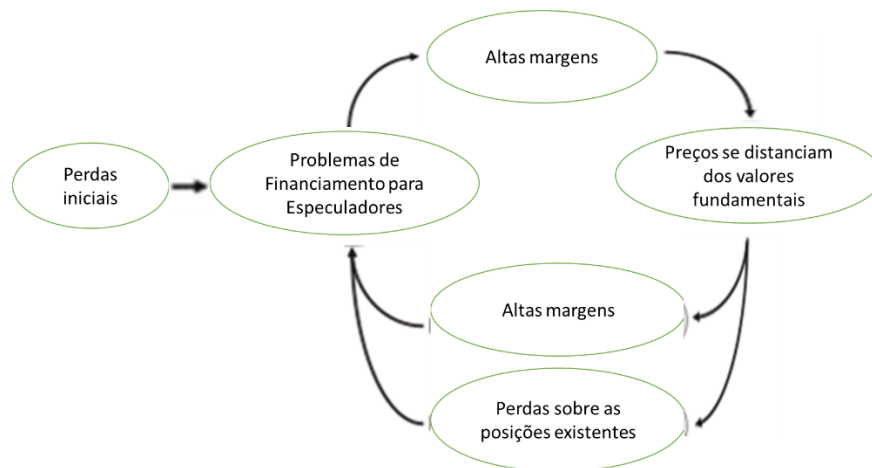 Altas margens
Perdas
iniciais
Problemas de
Financiamento para
Especuladores
Preços se distanciam
dos valores
fundamentais
Altas margens
Perdas sobre as
posições existentes